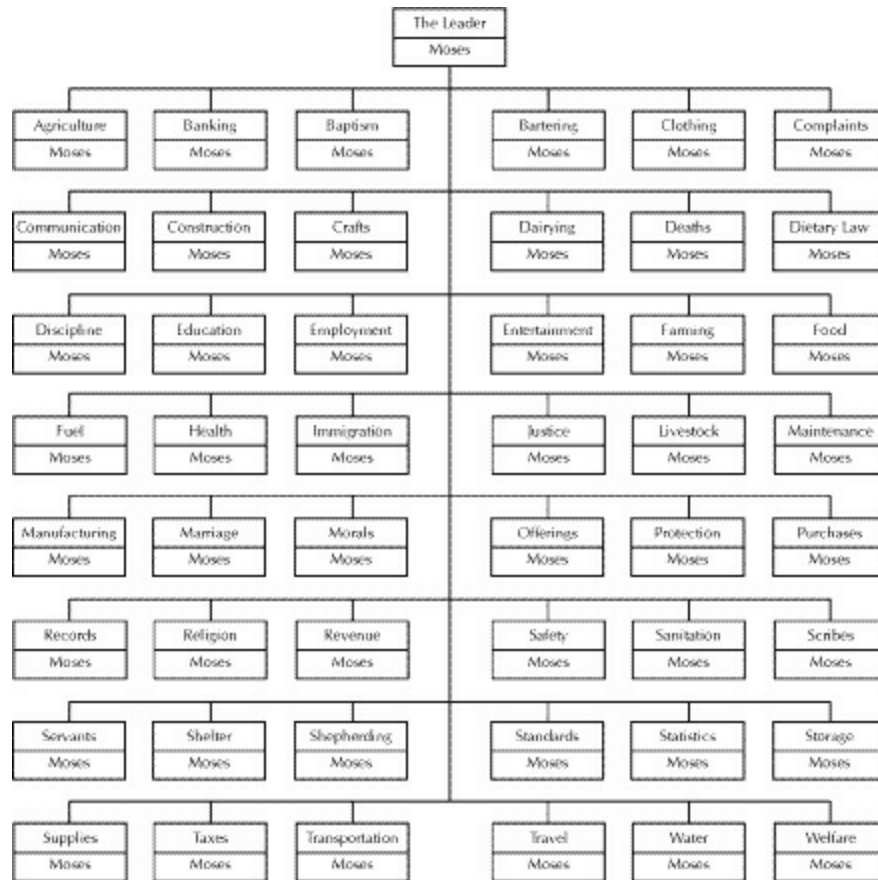 The Leader
Moses
Agriculture Banking Baptism Bartering Clothing Complaints
Moses Moses Moses Moses Moses Moses
Communication Construction Crafts Dairying Deaths Dietary Law
Moses Moses Moses Moses Moses Moses
Discipline Education Employment Entertainment Farming Food
Moses Moses Moses Moses Moses Moses
Fuel Health Immigration Justice Livestock Maintenance
Moses Moses Moses Moses Moses Moses
Manufacturing Marriage Morals Offerings Protection Purchases
Moses Moses Moses Moses Moses Moses
Records Religion Revenue Safety Sanitation Scribes
Moses Moses Moses Moses Moses Moses
Servants Shelter Shepherding Standards Statistics Storage
Moses Moses Moses Moses Moses Moses
Supplies Taxes Transportation Travel Water Welfare
Moses Moses Moses Moses Moses Moses